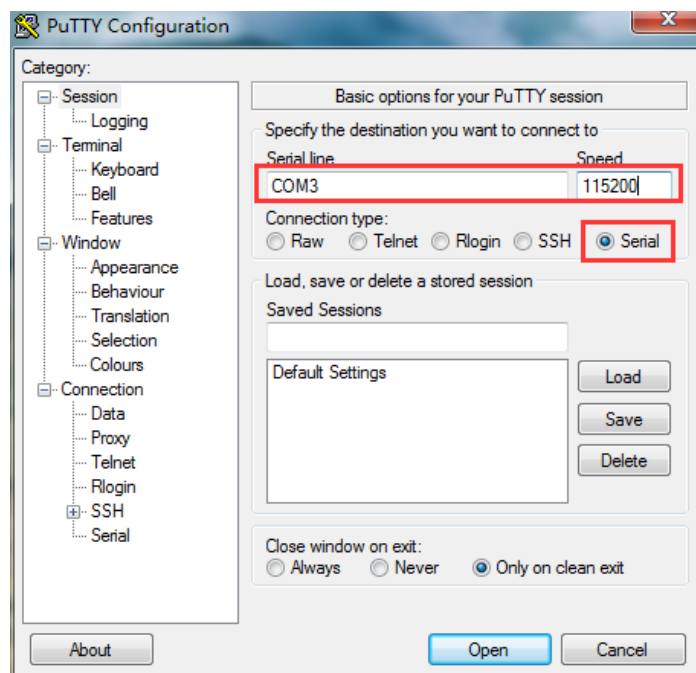 PuTTY Configuration
Category:
Session
Logging
Terminal
Keyboard
Bell
Features
Window
Appearance
Behaviour
Translation
Selection
Colours
Connection
Data
Proxy
Telnet
Rlogin
SSH
Serial
Basic options for your PuTTY session
Specify the destination you want to connect to
Serial line Speed
COM3 115200
Connection type:
Raw Telnet Rlogin SSH Serial
Load, save or delete a stored session
Saved Sessions
Default Settings
Load
Save
Delete
Close window on exit:
Always Never Only on clean exit
About Open Cancel